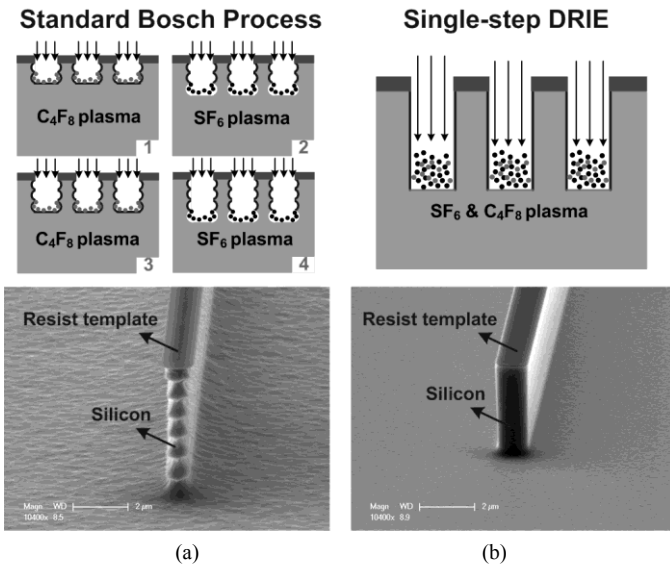 Standard Bosch Process
Single-step DRIE
C₄F₈ plasma
1
SF₆ plasma
2
C₄F₈ plasma
3
SF₆ plasma
4
SF₆ & C₄F₈ plasma
Resist template
Silicon
Magn WD
10400x 8.5
2 µm
Resist template
Silicon
Magn WD
10400x 8.9
2 µm
(a)
(b)